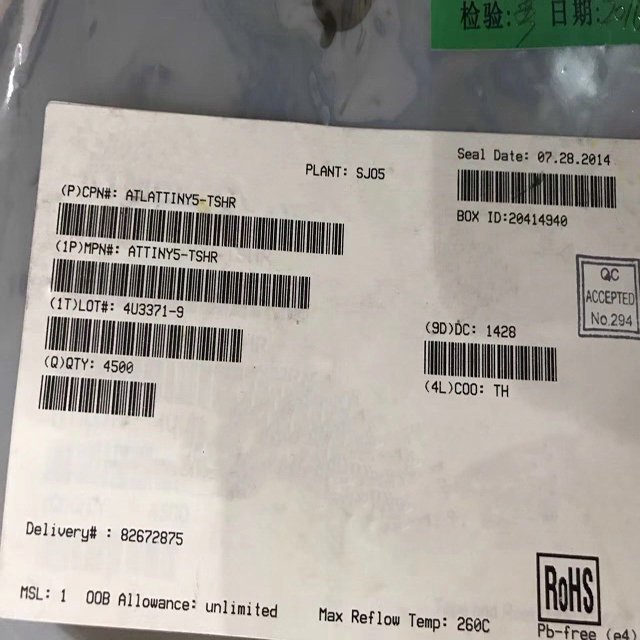 检验: 日期:
PLANT: SJ05
Seal Date: 07.28.2014
BOX ID:20414940
(P)CPN#: ATLATTINY5-TSHR
(1P)MPN#: ATTINY5-TSHR
(1T)LOT#: 4U3371-9
(Q)QTY: 4500
QC
ACCEPTED
No.294
(9D)DC: 1428
(4L)COO: TH
Delivery# : 82672875
MSL: 1 OOB Allowance: unlimited
Max Reflow Temp: 260C
RoHS
Pb-free (e4)